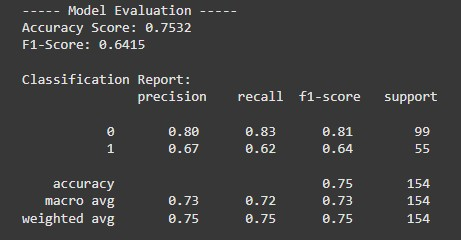 ----- Model Evaluation -----
Accuracy Score: 0.7532
F1-Score: 0.6415
Classification Report:
precision recall f1-score support
0 0.80 0.83 0.81 99
1 0.67 0.62 0.64 55
accuracy 0.75 154
macro avg 0.73 0.72 0.73 154
weighted avg 0.75 0.75 0.75 154